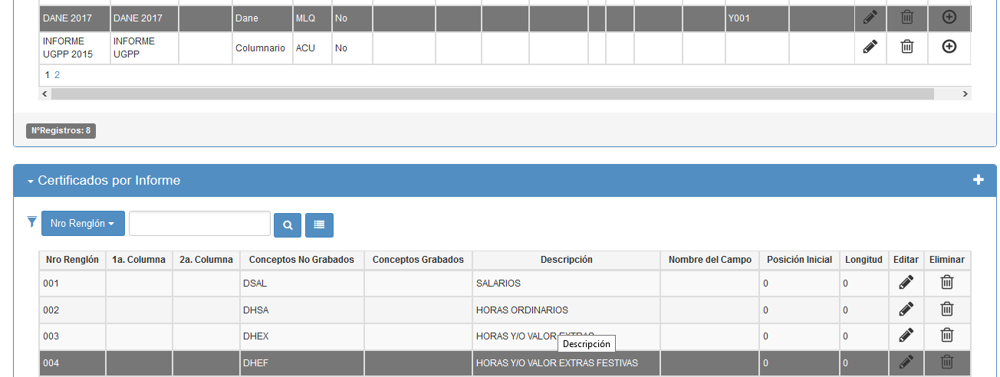 DANE 2017 DANE 2017 Dane MLQ No Y001
INFORME UGPP 2015 INFORME UGPP Columnario ACU No
1 2
N°Registros: 8
Certificados por Informe
Nro Renglón
Nro Renglón 1a. Columna 2a. Columna Conceptos No Grabados Conceptos Grabados Descripción Nombre del Campo Posición Inicial Longitud Editar Eliminar
001 DSAL SALARIOS 0 0
002 DHSA HORAS ORDINARIOS 0 0
003 DHEX HORAS Y/O VALOR EXTRAS 0 0
Descripción
004 DHEF HORAS Y/O VALOR EXTRAS FESTIVAS 0 0